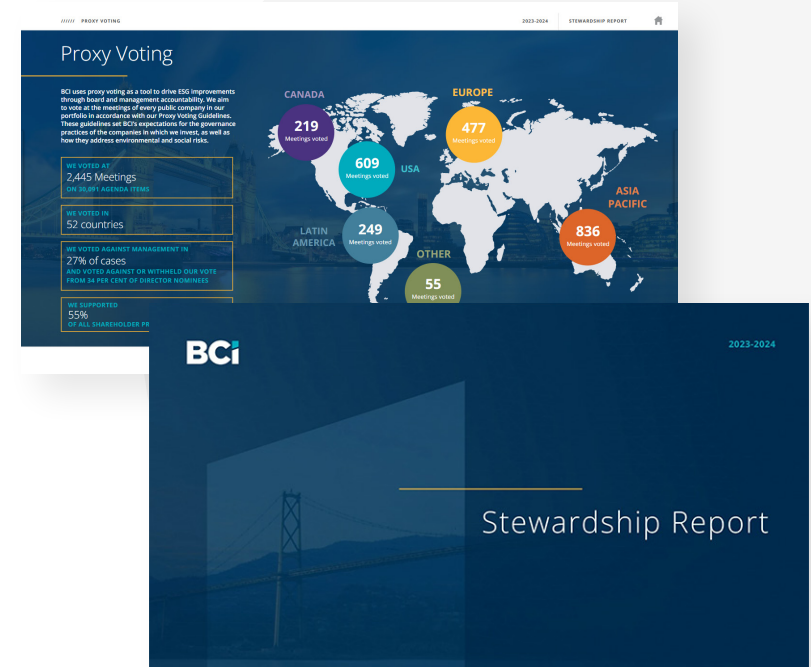 ////// PROXY VOTING
2023-2024 STEWARDSHIP REPORT
Proxy Voting
BCI uses proxy voting as a tool to drive ESG improvements
through board and management accountability. We aim
to vote at the meetings of every public company in our
portfolio in accordance with our Proxy Voting Guidelines.
These guidelines set BCI's expectations for the governance
practices of the companies in which we invest, as well as
how they address environmental and social risks.
WE VOTED AT
2,445 Meetings
ON 30,091 AGENDA ITEMS
WE VOTED IN
52 countries
WE VOTED AGAINST MANAGEMENT IN
27% of cases
AND VOTED AGAINST OR WITHHELD OUR VOTE
FROM 34 PER CENT OF DIRECTOR NOMINEES
WE SUPPORTED
55%
OF ALL SHAREHOLDER PR
CANADA
219
Meetings voted
EUROPE
477
Meetings voted
609
Meetings voted
USA
ASIA
PACIFIC
836
Meetings voted
LATIN
AMERICA
249
Meetings voted
OTHER
55
Meetings voted
BCi
2023-2024
Stewardship Report